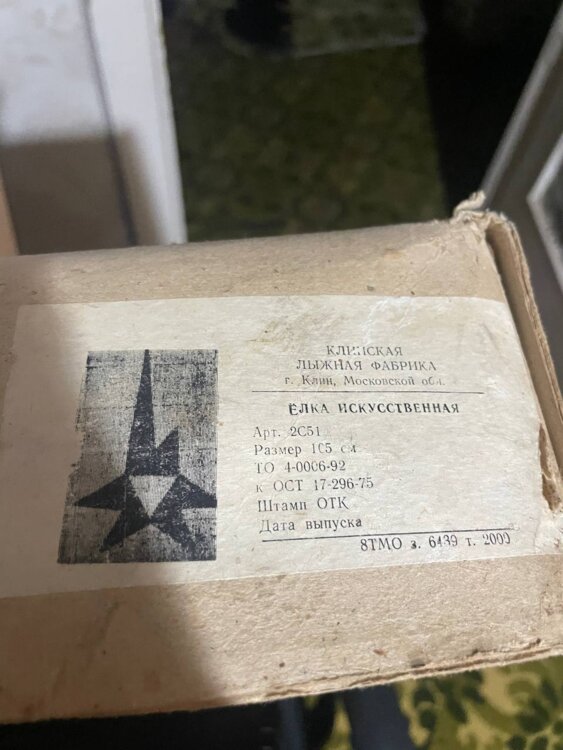 КЛИНСКАЯ
ЛЫЖНАЯ ФАБРИКА
г. Клин, Московской обл.
ЁЛКА ИСКУССТВЕННАЯ
Арт. 2С51
Размер 105 см
ТО 4-0006-92
к ОСТ 17-296-75
Штамп ОТК
Дата выпуска
8ТМО з. 6439 т. 2000